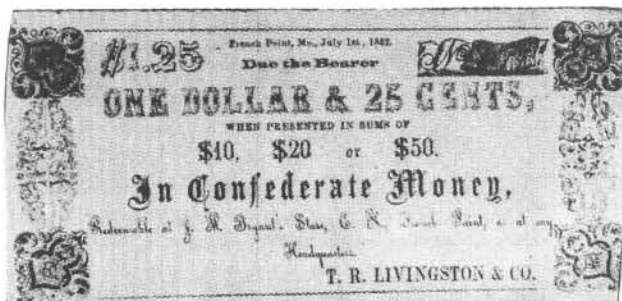 $1.25
French Point, Mo., July 1st, 1862.
Due the Bearer
ONE DOLLAR & 25 CENTS,
WHEN PRESENTED IN SUMS OF
$10, $20 or $50.
In Confederate Money,
Redeemable at J. M. Bryant's Store, C. N., French Point, or at my
Headquarters.
T. R. LIVINGSTON & CO.